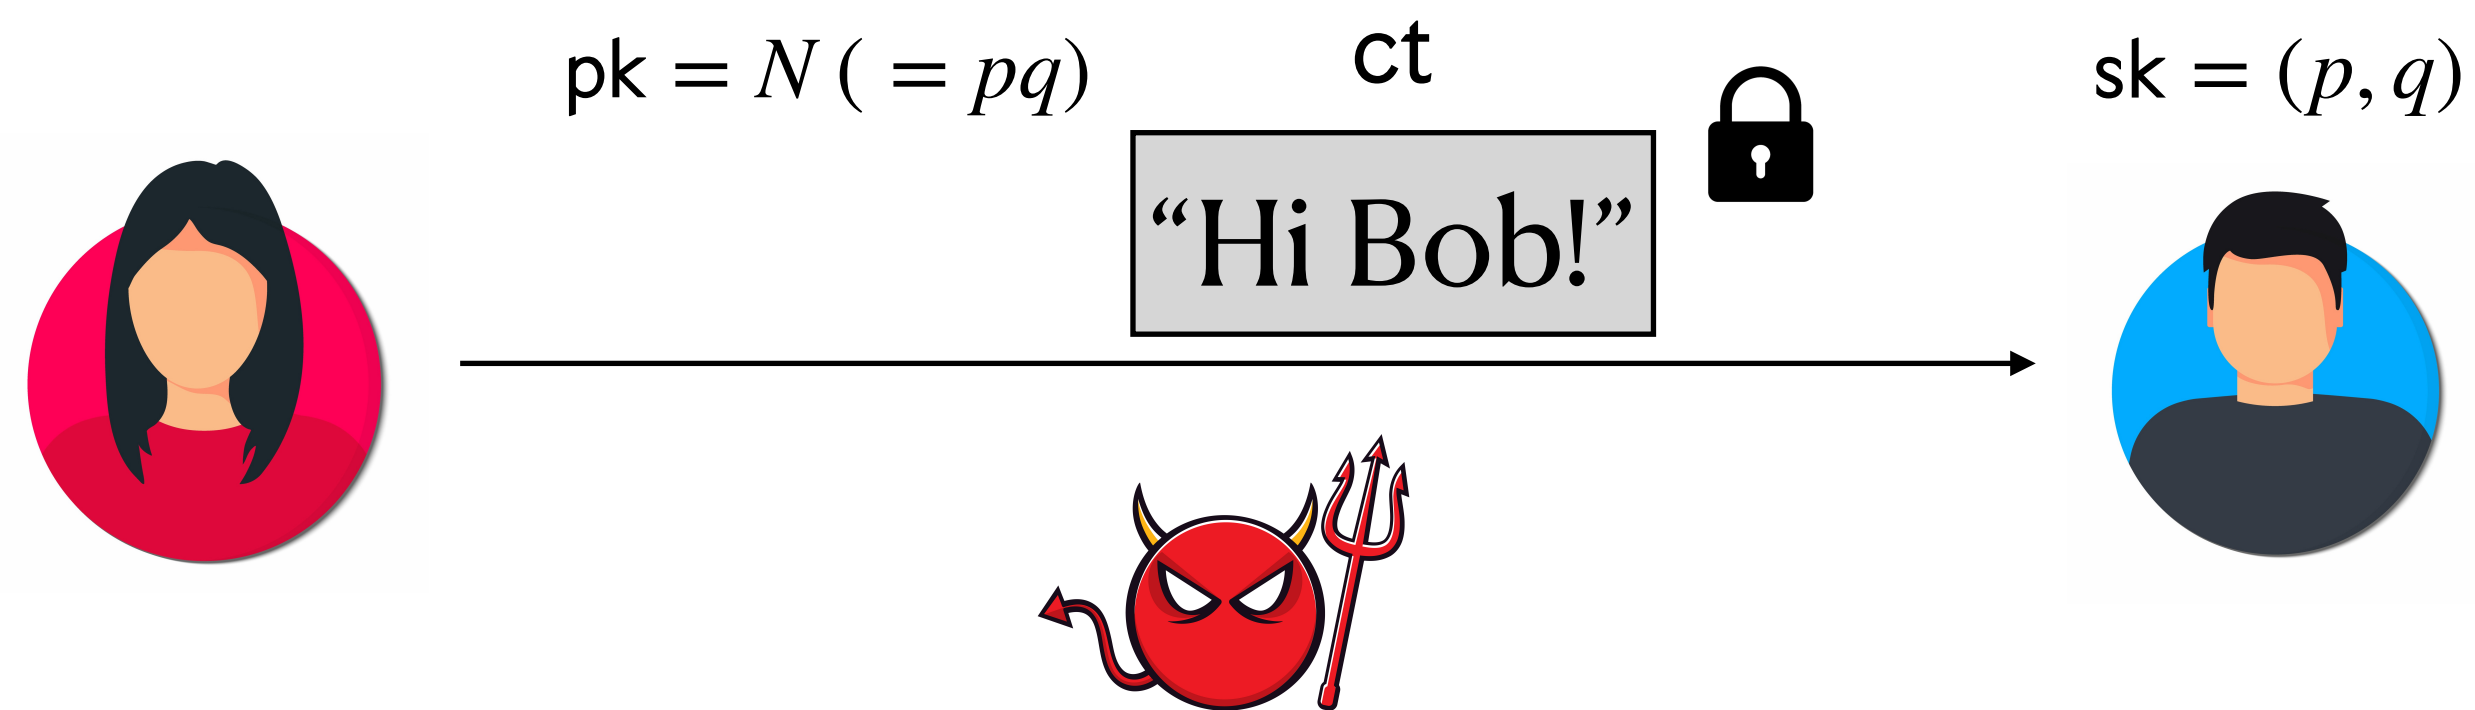 pk = N ( = pq)
ct
sk = (p, q)
“Hi Bob!”